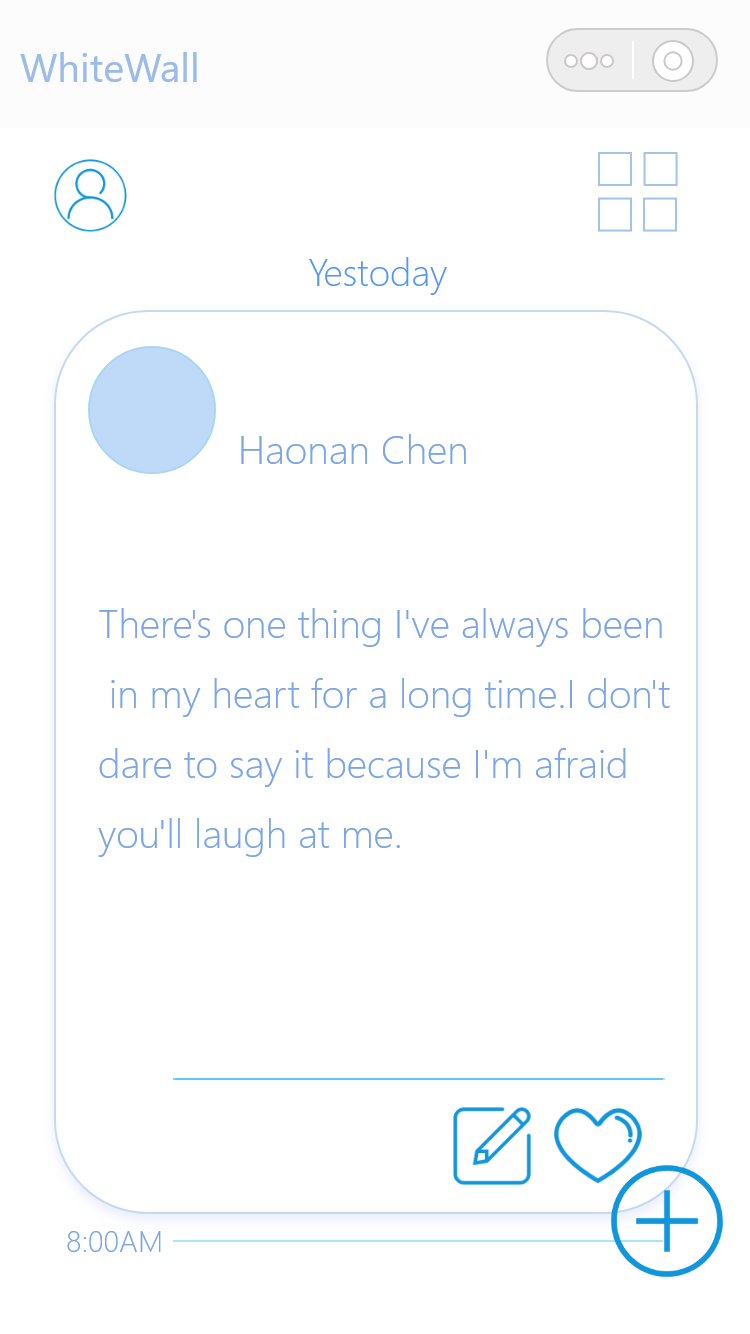 WhiteWall
Yestoday
Haonan Chen
There's one thing I've always been
in my heart for a long time.I don't
dare to say it because I'm afraid
you'll laugh at me.
8:00AM